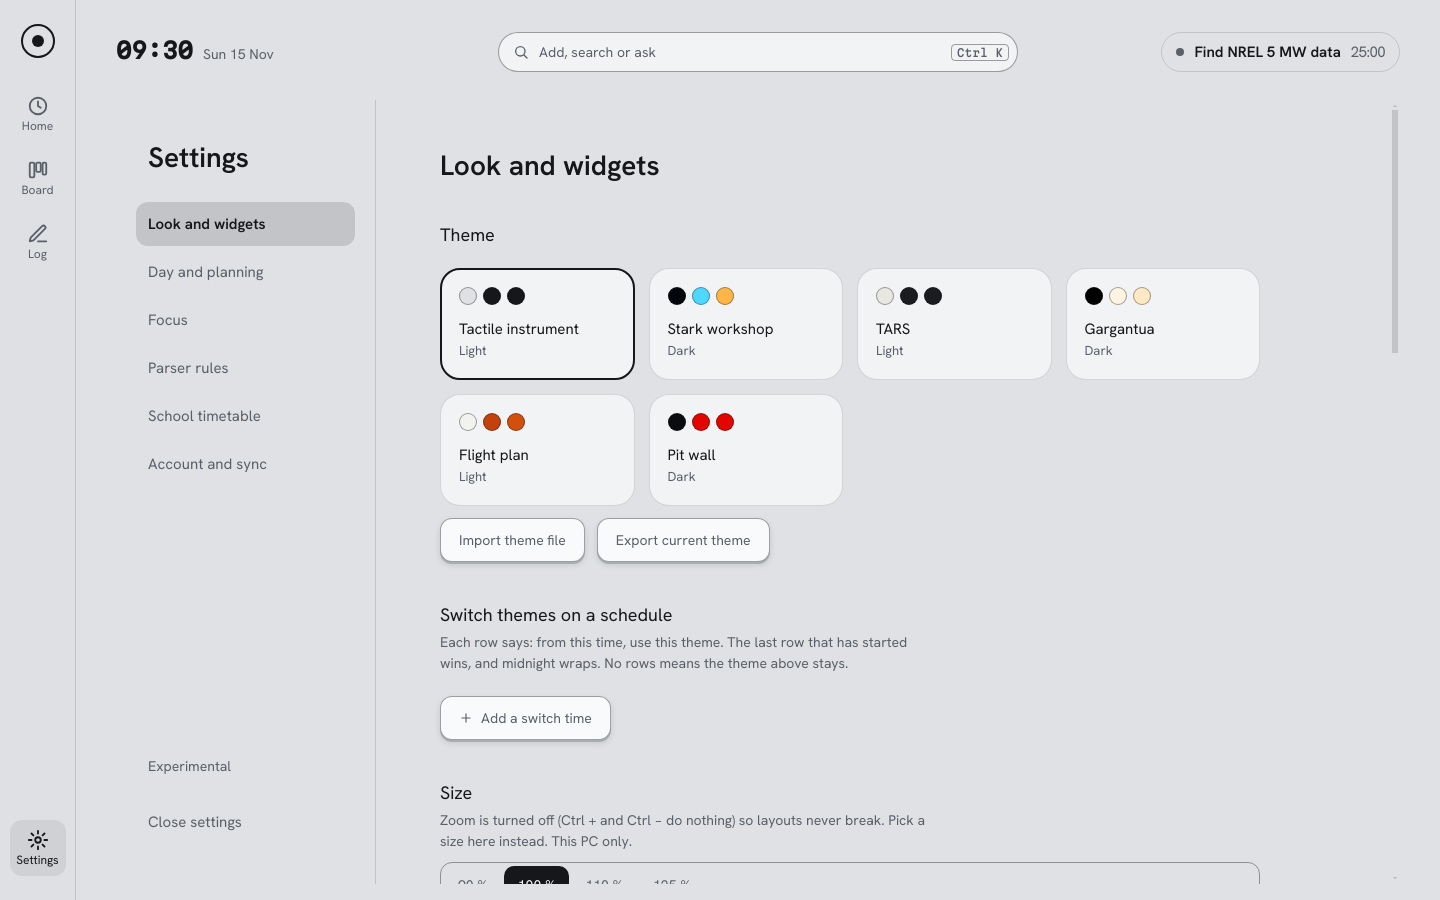 09:30 Sun 15 Nov
Add, search or ask
Ctrl K
Find NREL 5 MW data 25:00
Home
Board
Log
Settings
Settings
Look and widgets
Day and planning
Focus
Parser rules
School timetable
Account and sync
Experimental
Close settings
Look and widgets
Theme
Tactile instrument
Light
Stark workshop
Dark
TARS
Light
Gargantua
Dark
Flight plan
Light
Pit wall
Dark
Import theme file
Export current theme
Switch themes on a schedule
Each row says: from this time, use this theme. The last row that has started
wins, and midnight wraps. No rows means the theme above stays.
Add a switch time
Size
Zoom is turned off (Ctrl + and Ctrl − do nothing) so layouts never break. Pick a
size here instead. This PC only.
90 % 100 % 110 % 125 %